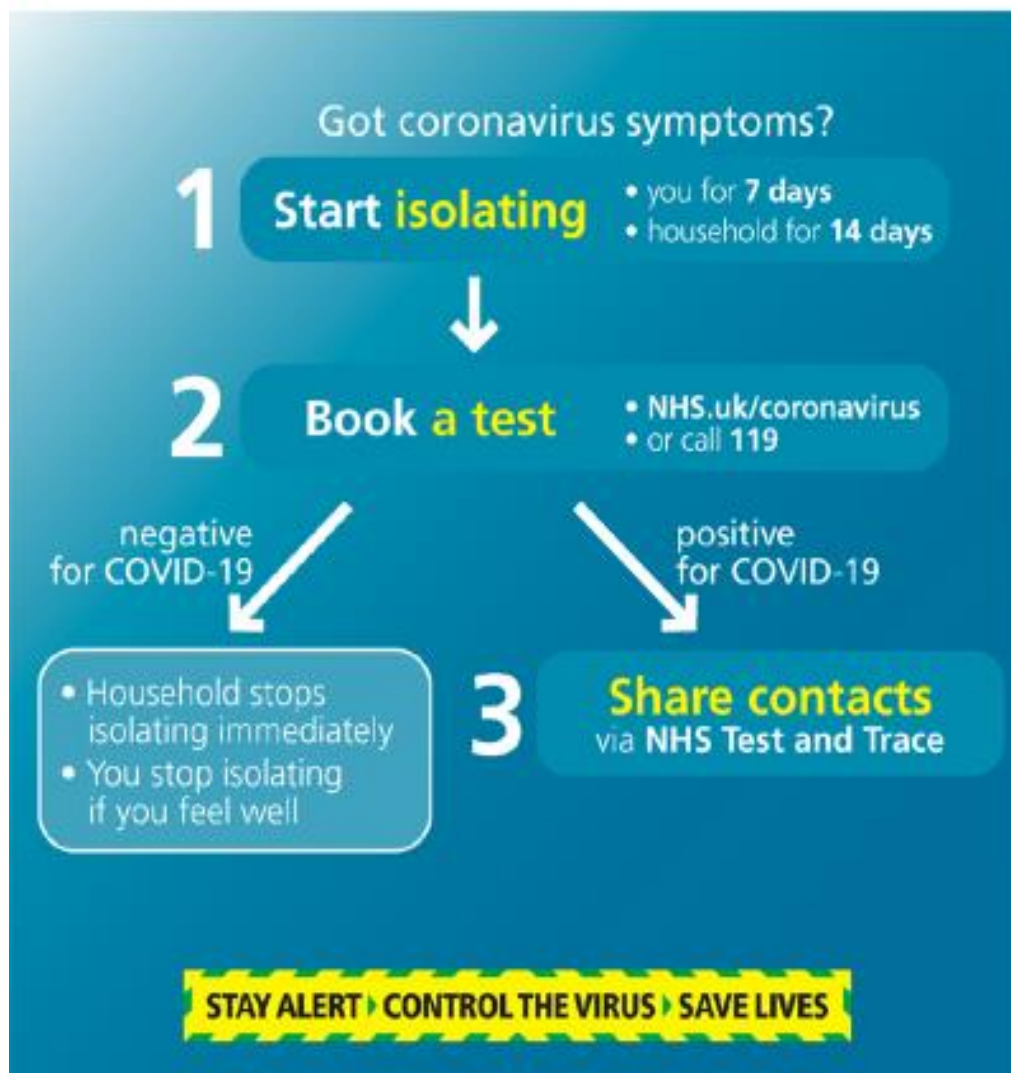 Got coronavirus symptoms?
1
Start isolating
• you for 7 days
• household for 14 days
2
Book a test
• NHS.uk/coronavirus
• or call 119
negative
for COVID-19
positive
for COVID-19
• Household stops
isolating immediately
• You stop isolating
if you feel well
3
Share contacts
via NHS Test and Trace
STAY ALERT CONTROL THE VIRUS SAVE LIVES